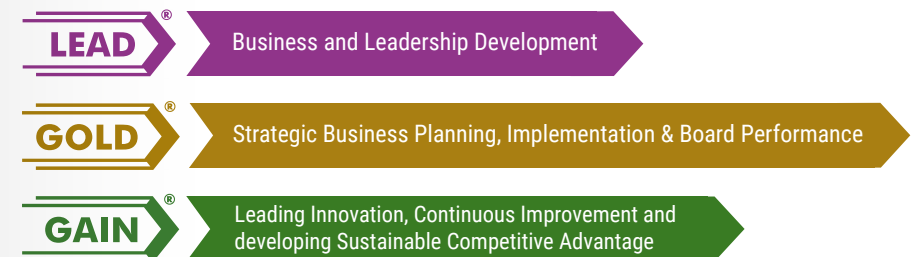 LEAD®
Business and Leadership Development
GOLD®
Strategic Business Planning, Implementation & Board Performance
GAIN®
Leading Innovation, Continuous Improvement and
developing Sustainable Competitive Advantage